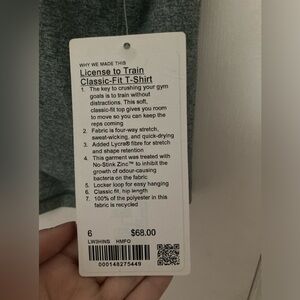 WHY WE MADE THIS
License to Train
Classic-Fit T-Shirt
1. The key to crushing your gym
goals is to train without
distractions. This soft,
classic-fit top gives you room
to move so you can keep the
reps coming
2. Fabric is four-way stretch,
sweat-wicking, and quick-drying
3. Added Lycra® fibre for stretch
and shape retention
4. This garment was treated with
No-Stink Zinc™ to inhibit the
growth of odour-causing
bacteria on the fabric
5. Locker loop for easy hanging
6. Classic fit, hip length
7. 100% of the polyester in this
fabric is recycled
6 $68.00
LW3HINS HMFO
000148275449